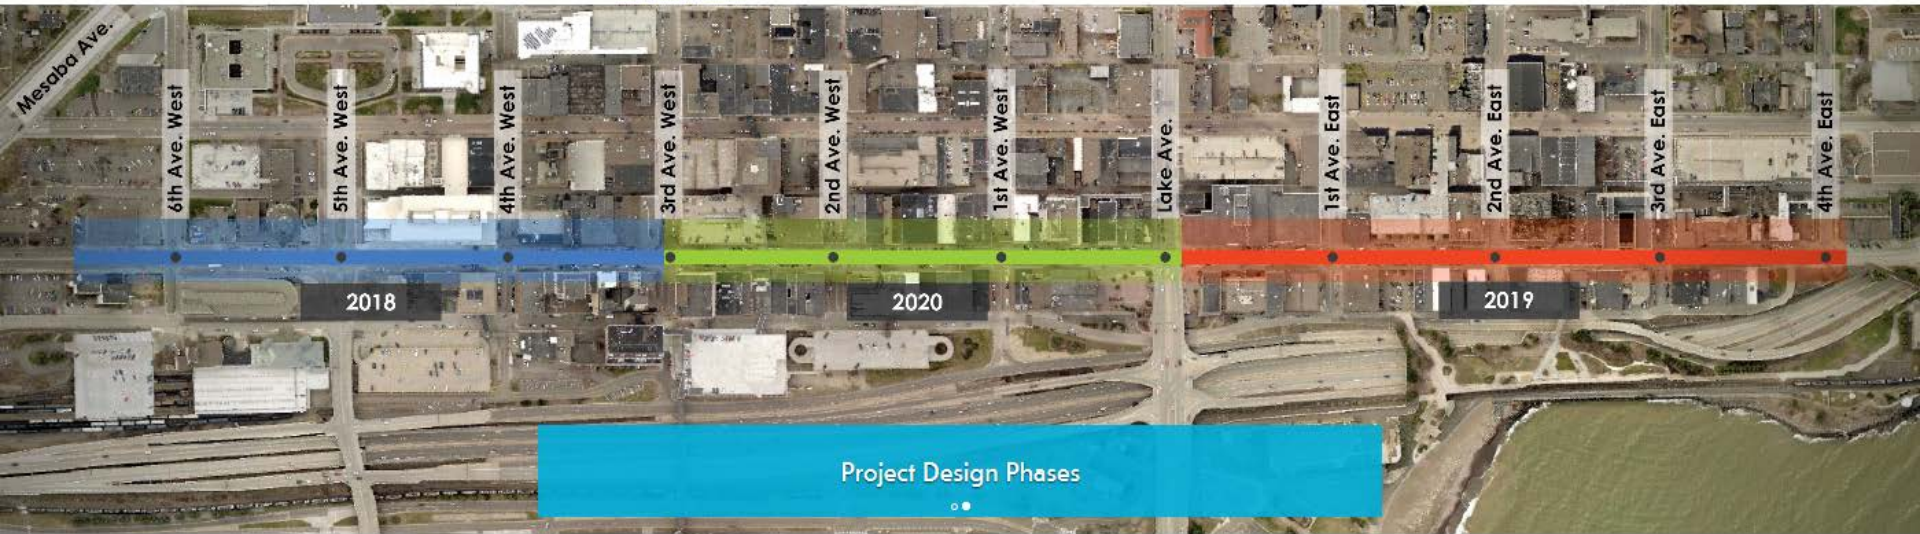 Mesaba Ave.
6th Ave. West
5th Ave. West
4th Ave. West
3rd Ave. West
2nd Ave. West
1st Ave. West
Lake Ave.
1st Ave. East
2nd Ave. East
3rd Ave. East
4th Ave. East
2018
2020
2019
Project Design Phases